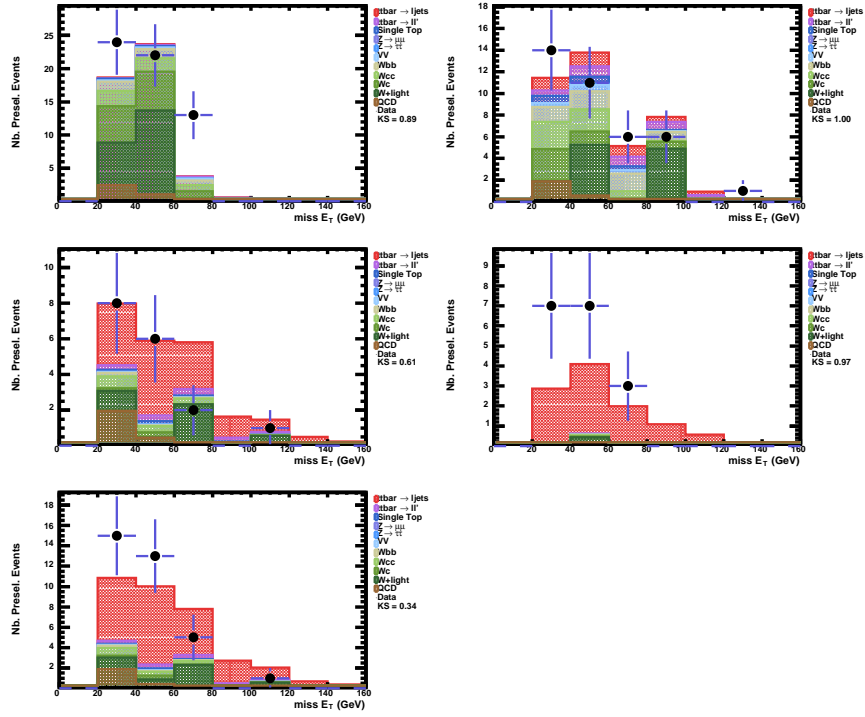 25
20
15
10
5
0 20 40 60 80 100 120 140 160
miss E_T (GeV)
Nb. Presel. Events
ttbar → ljets
ttbar → ll'
Single Top
Z → μμ
Z → ττ
VV
Wbb
Wcc
Wc
W+light
QCD
Data
KS = 0.89
18
16
14
12
10
8
6
4
2
0 20 40 60 80 100 120 140 160
miss E_T (GeV)
Nb. Presel. Events
ttbar → ljets
ttbar → ll'
Single Top
Z → μμ
Z → ττ
VV
Wbb
Wcc
Wc
W+light
QCD
Data
KS = 1.00
10
8
6
4
2
0 20 40 60 80 100 120 140 160
miss E_T (GeV)
Nb. Presel. Events
ttbar → ljets
ttbar → ll'
Single Top
Z → μμ
Z → ττ
VV
Wbb
Wcc
Wc
W+light
QCD
Data
KS = 0.61
9
8
7
6
5
4
3
2
1
0 20 40 60 80 100 120 140 160
miss E_T (GeV)
Nb. Presel. Events
ttbar → ljets
ttbar → ll'
Single Top
Z → μμ
Z → ττ
VV
Wbb
Wcc
Wc
W+light
QCD
Data
KS = 0.97
18
16
14
12
10
8
6
4
2
0 20 40 60 80 100 120 140 160
miss E_T (GeV)
Nb. Presel. Events
ttbar → ljets
ttbar → ll'
Single Top
Z → μμ
Z → ττ
VV
Wbb
Wcc
Wc
W+light
QCD
Data
KS = 0.34